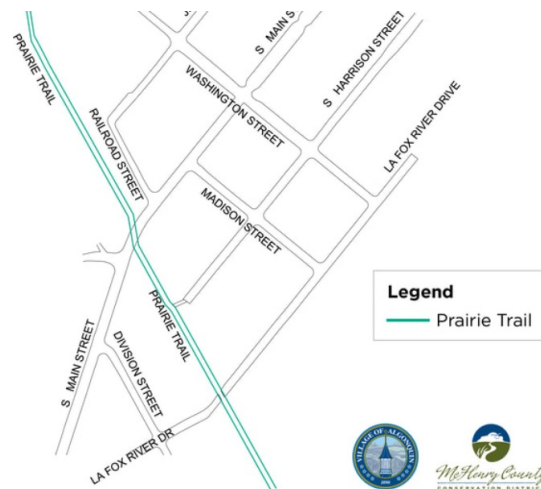 S MAIN S
S HARRISON STREET
PRAIRIE TRAIL
WASHINGTON STREET
LA FOX RIVER DRIVE
RAILROAD STREET
MADISON STREET
Legend
Prairie Trail
PRAIRIE TRAIL
S MAIN STREET
DIVISION STREET
LA FOX RIVER DR
VILLAGE OF ALGONQUIN
McHenry County
CONSERVATION DISTRICT